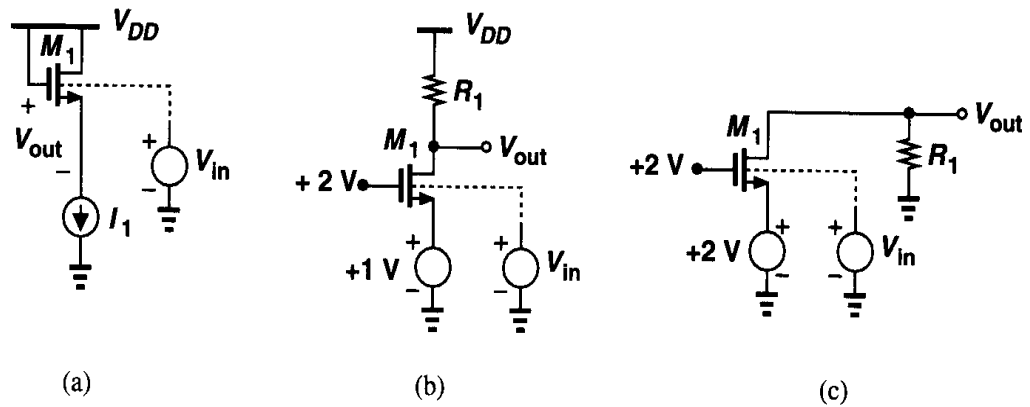 V_DD
M_1
+
V_out
−
I_1
+
V_in
−
(a)
V_DD
R_1
M_1
V_out
+ 2 V
+
+1 V
−
+
V_in
−
(b)
M_1
V_out
R_1
+2 V
+
+2 V
−
+
V_in
−
(c)